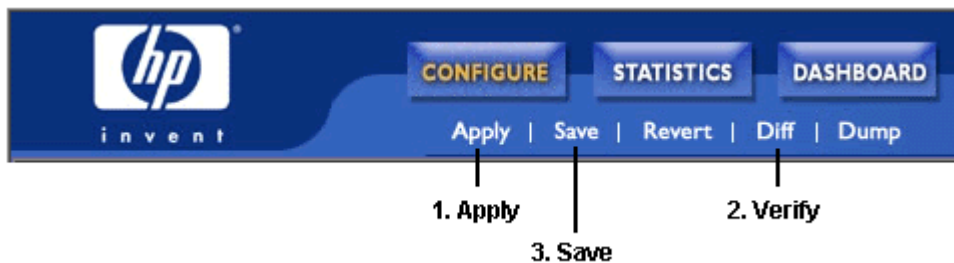 hp
invent
CONFIGURE STATISTICS DASHBOARD
Apply | Save | Revert | Diff | Dump
1. Apply 2. Verify
3. Save